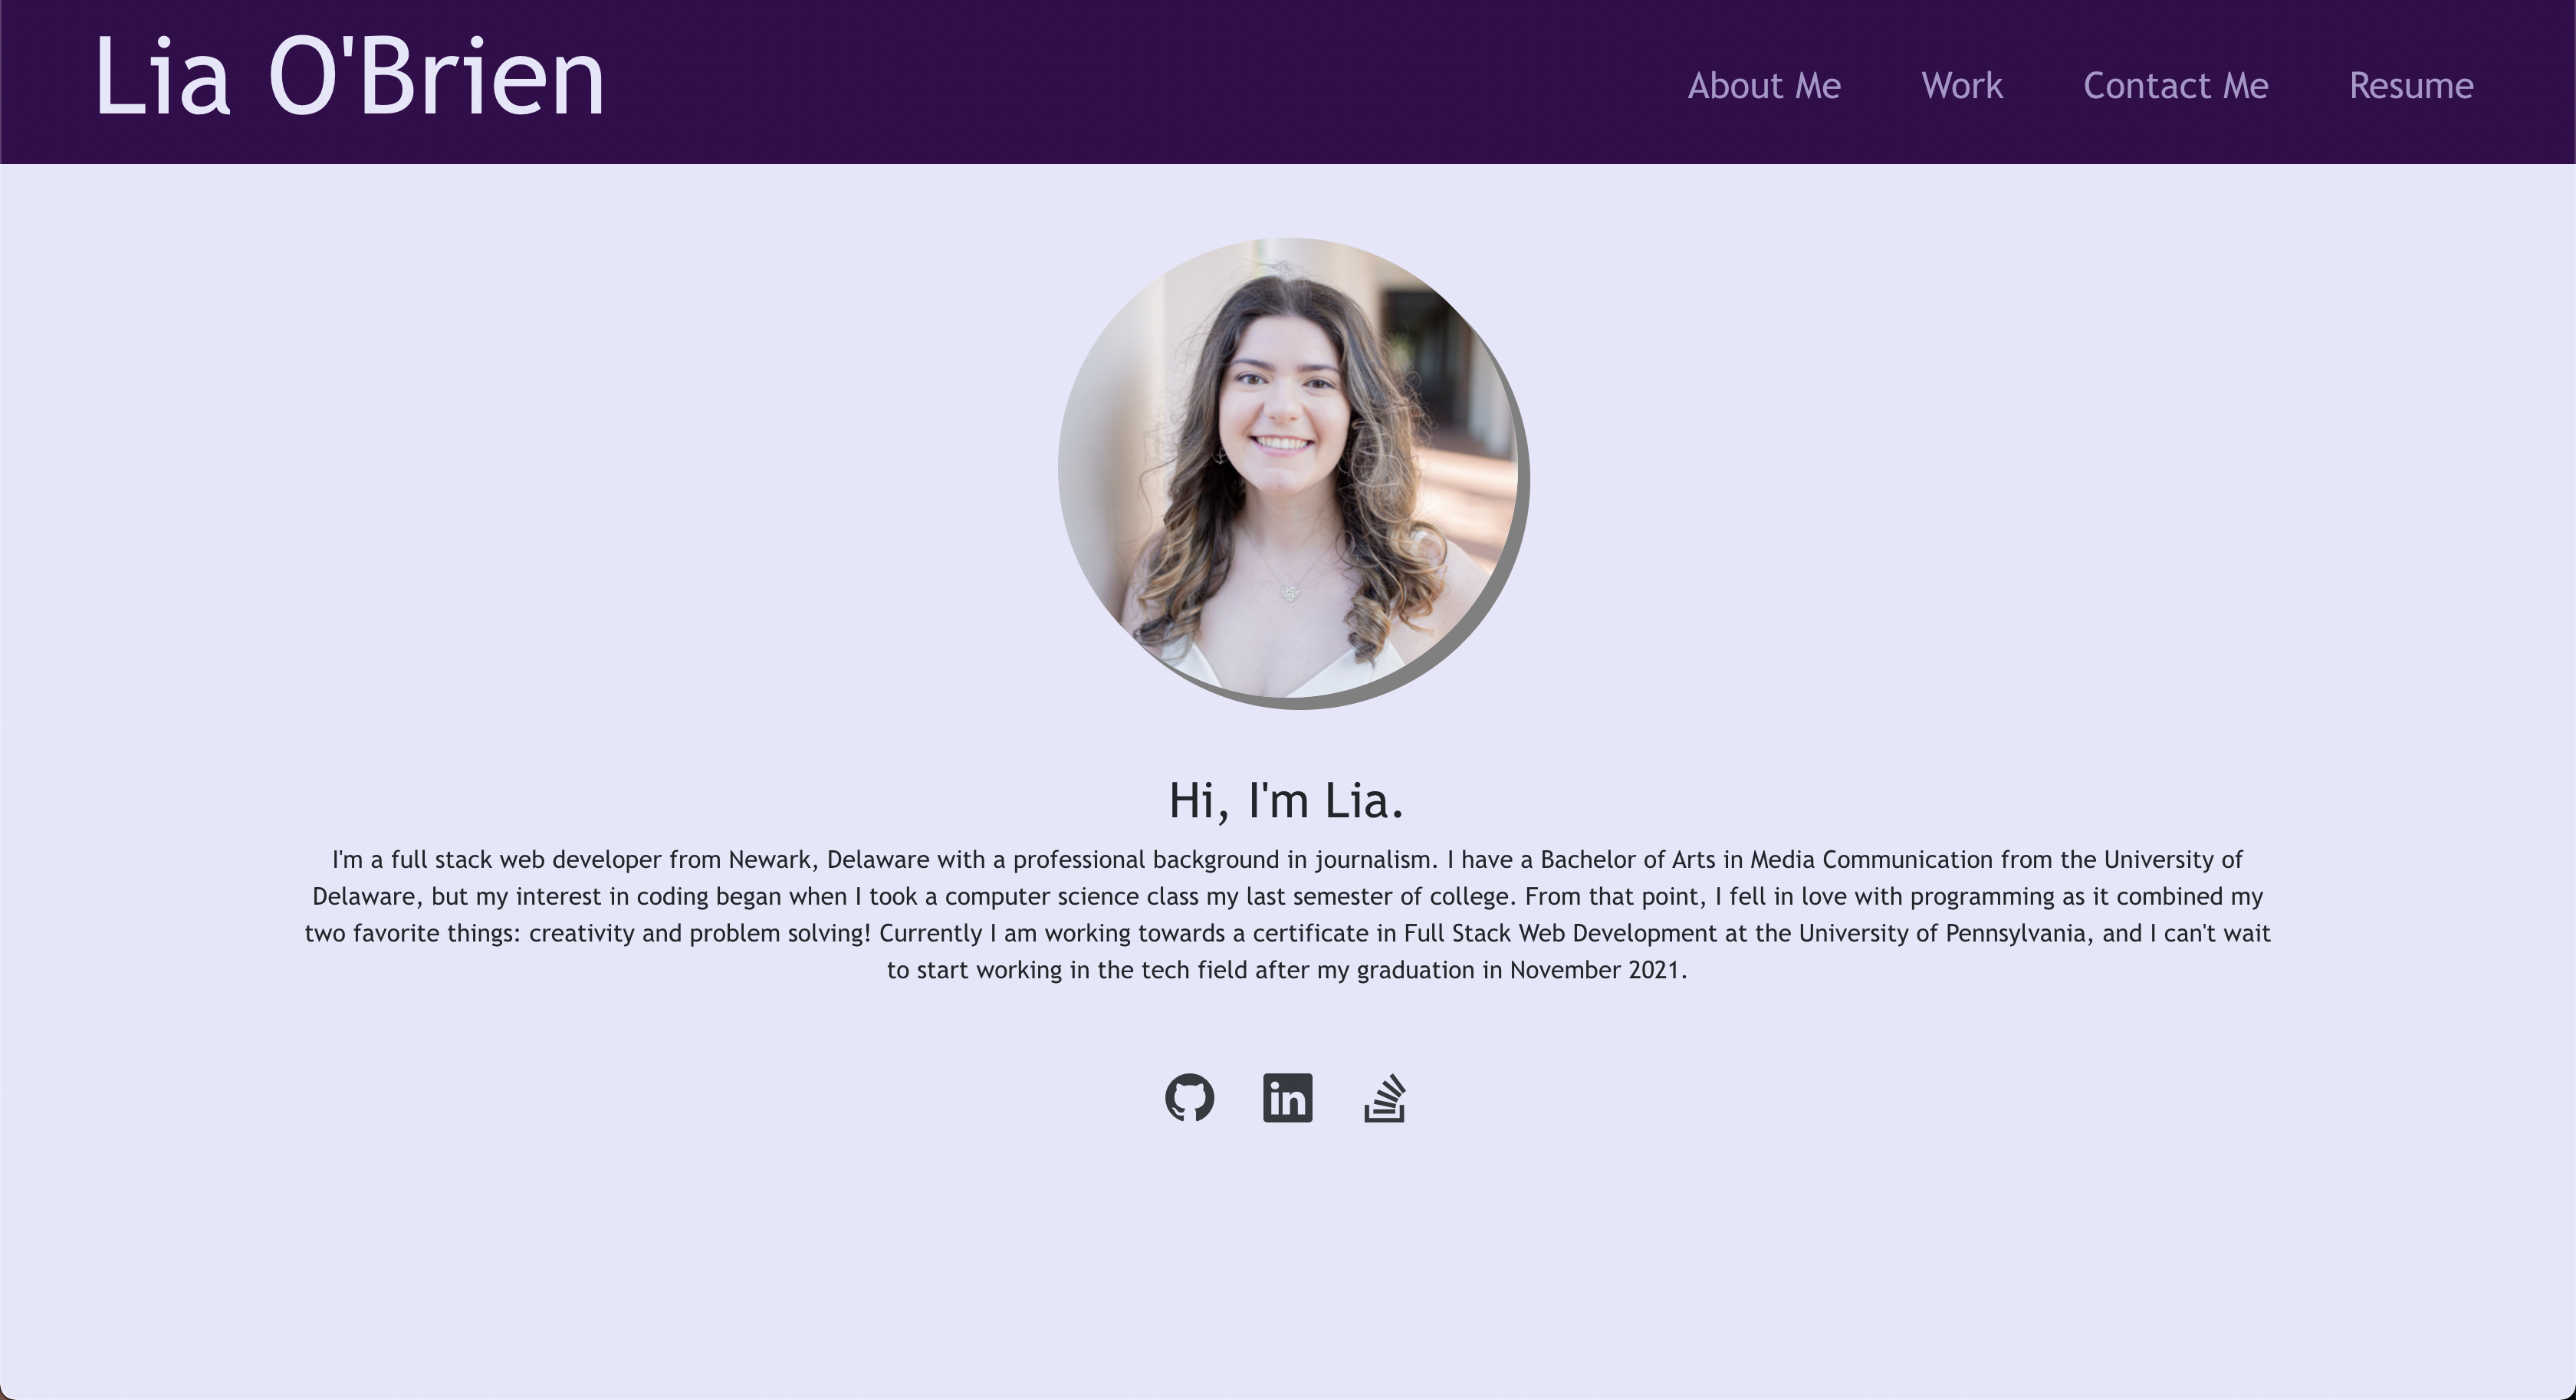 Lia O'Brien
About Me
Work
Contact Me
Resume
Hi, I'm Lia.
I'm a full stack web developer from Newark, Delaware with a professional background in journalism. I have a Bachelor of Arts in Media Communication from the University of
Delaware, but my interest in coding began when I took a computer science class my last semester of college. From that point, I fell in love with programming as it combined my
two favorite things: creativity and problem solving! Currently I am working towards a certificate in Full Stack Web Development at the University of Pennsylvania, and I can't wait
to start working in the tech field after my graduation in November 2021.
in